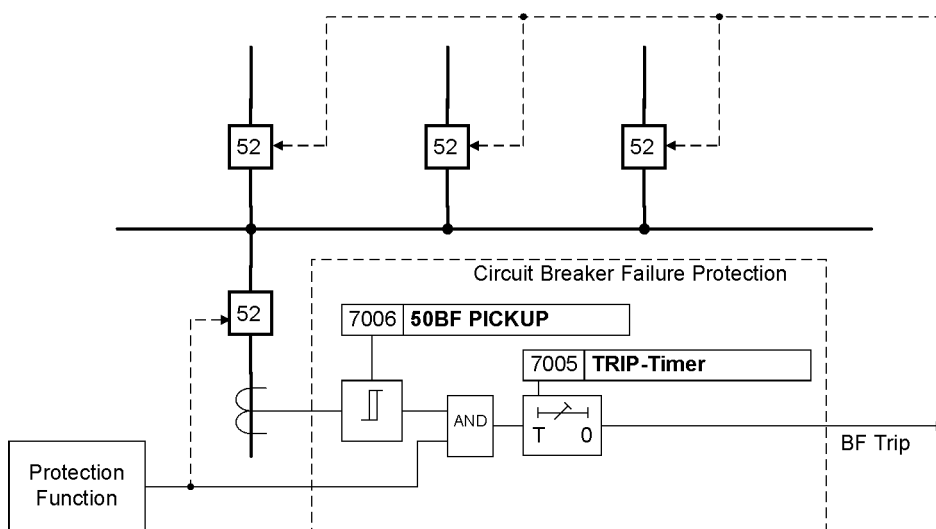 52
52
52
Circuit Breaker Failure Protection
52
7006 50BF PICKUP
7005 TRIP-Timer
AND
T 0
BF Trip
Protection
Function